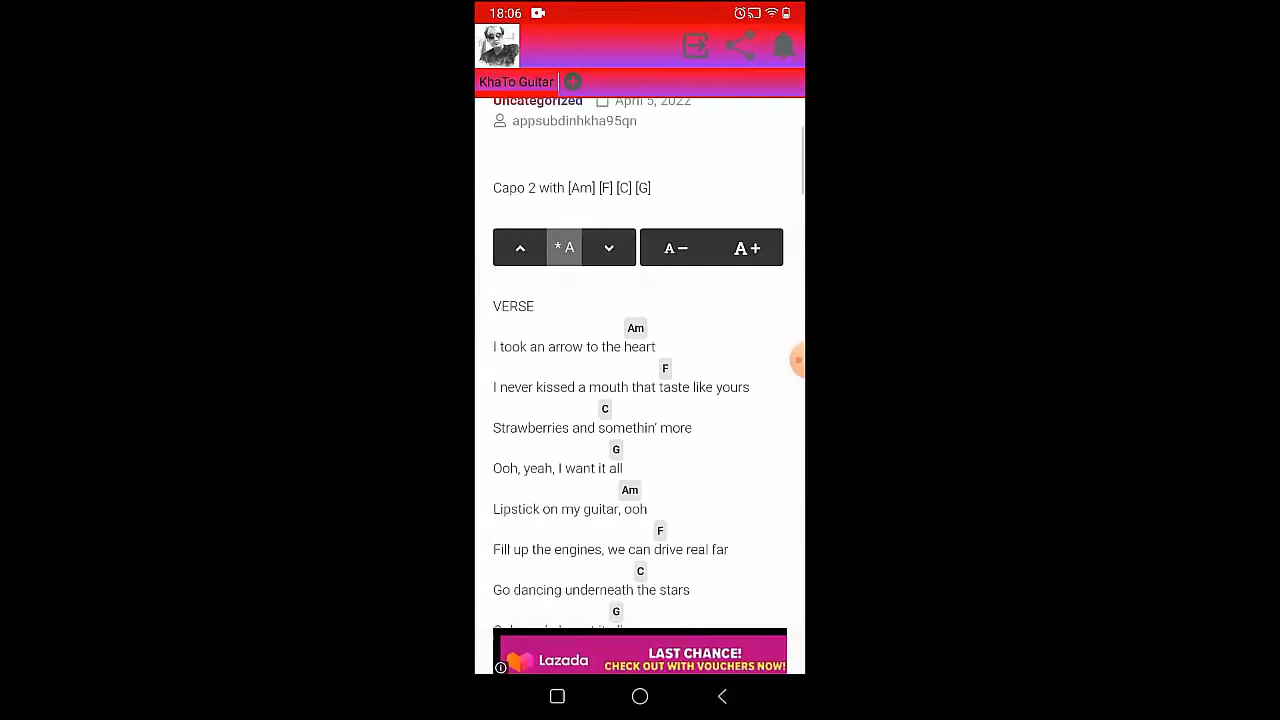 18:06
KhaTo Guitar
Uncategorized April 5, 2022
appsubdinhkha95qn
Capo 2 with [Am] [F] [C] [G]
* A A− A+
VERSE
Am
I took an arrow to the heart
F
I never kissed a mouth that taste like yours
C
Strawberries and somethin' more
G
Ooh, yeah, I want it all
Am
Lipstick on my guitar, ooh
F
Fill up the engines, we can drive real far
C
Go dancing underneath the stars
G
Lazada
LAST CHANCE!
CHECK OUT WITH VOUCHERS NOW!